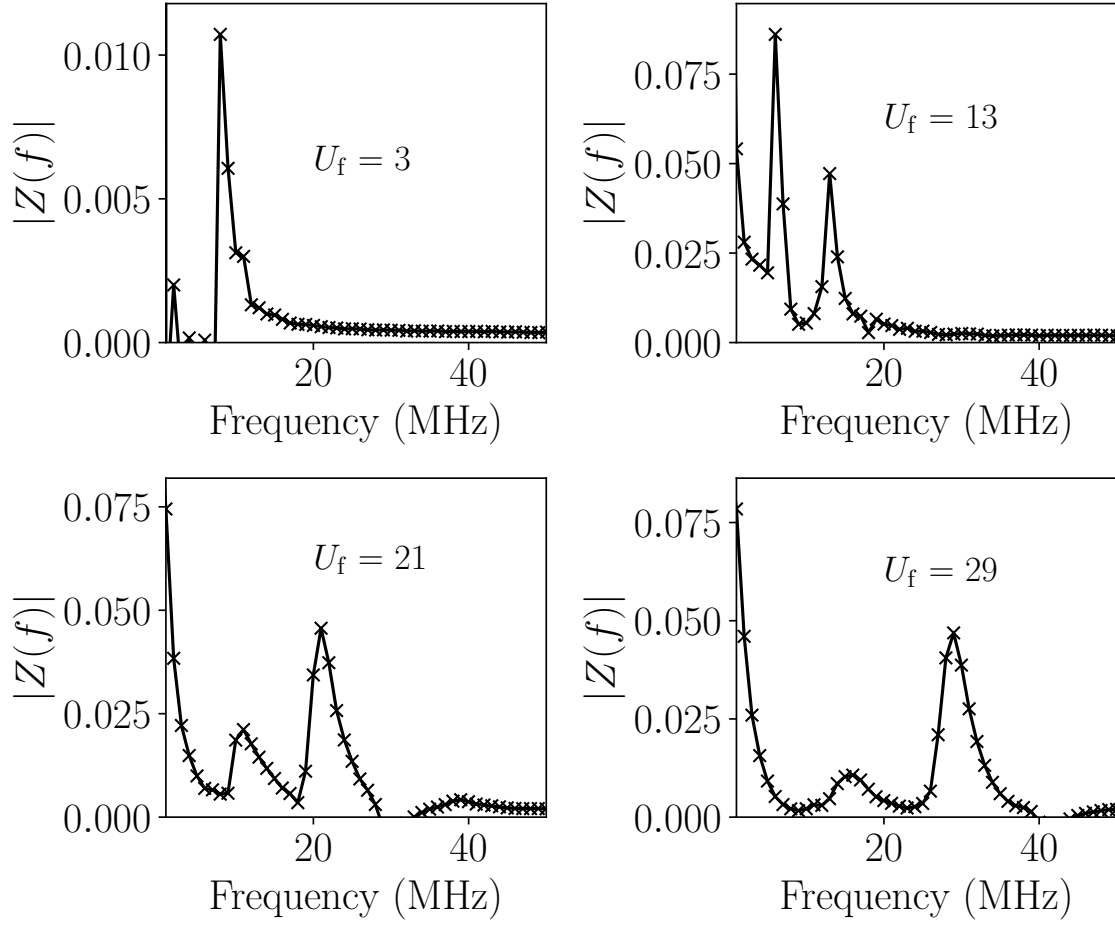 |Z(f)|
0.010
0.005
0.000
U_f = 3
20
40
Frequency (MHz)
|Z(f)|
0.075
0.050
0.025
0.000
U_f = 13
20
40
Frequency (MHz)
|Z(f)|
0.075
0.050
0.025
0.000
U_f = 21
20
40
Frequency (MHz)
|Z(f)|
0.075
0.050
0.025
0.000
U_f = 29
20
40
Frequency (MHz)